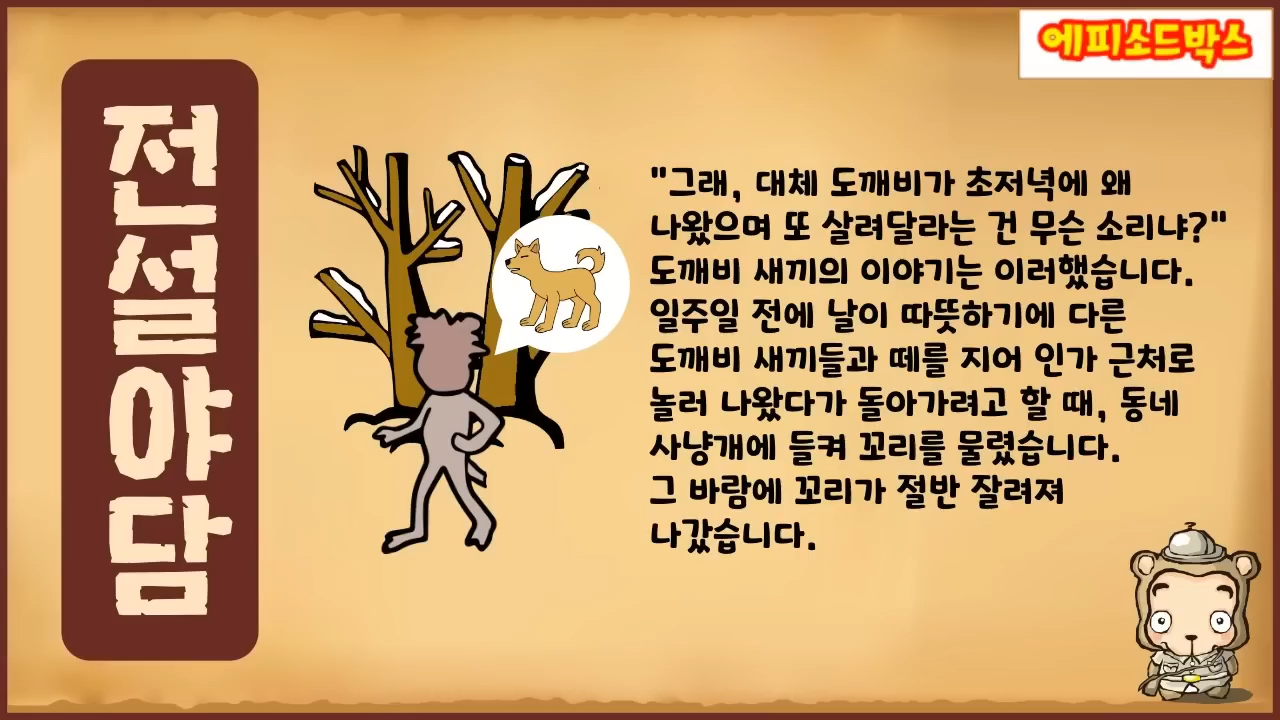 전설야담
에피소드박스
"그래, 대체 도깨비가 초저녁에 왜
나왔으며 또 살려달라는 건 무슨 소리냐?"
도깨비 새끼의 이야기는 이러했습니다.
일주일 전에 날이 따뜻하기에 다른
도깨비 새끼들과 떼를 지어 인가 근처로
놀러 나왔다가 돌아가려고 할 때, 동네
사냥개에 들켜 꼬리를 물렸습니다.
그 바람에 꼬리가 절반 잘려져
나갔습니다.